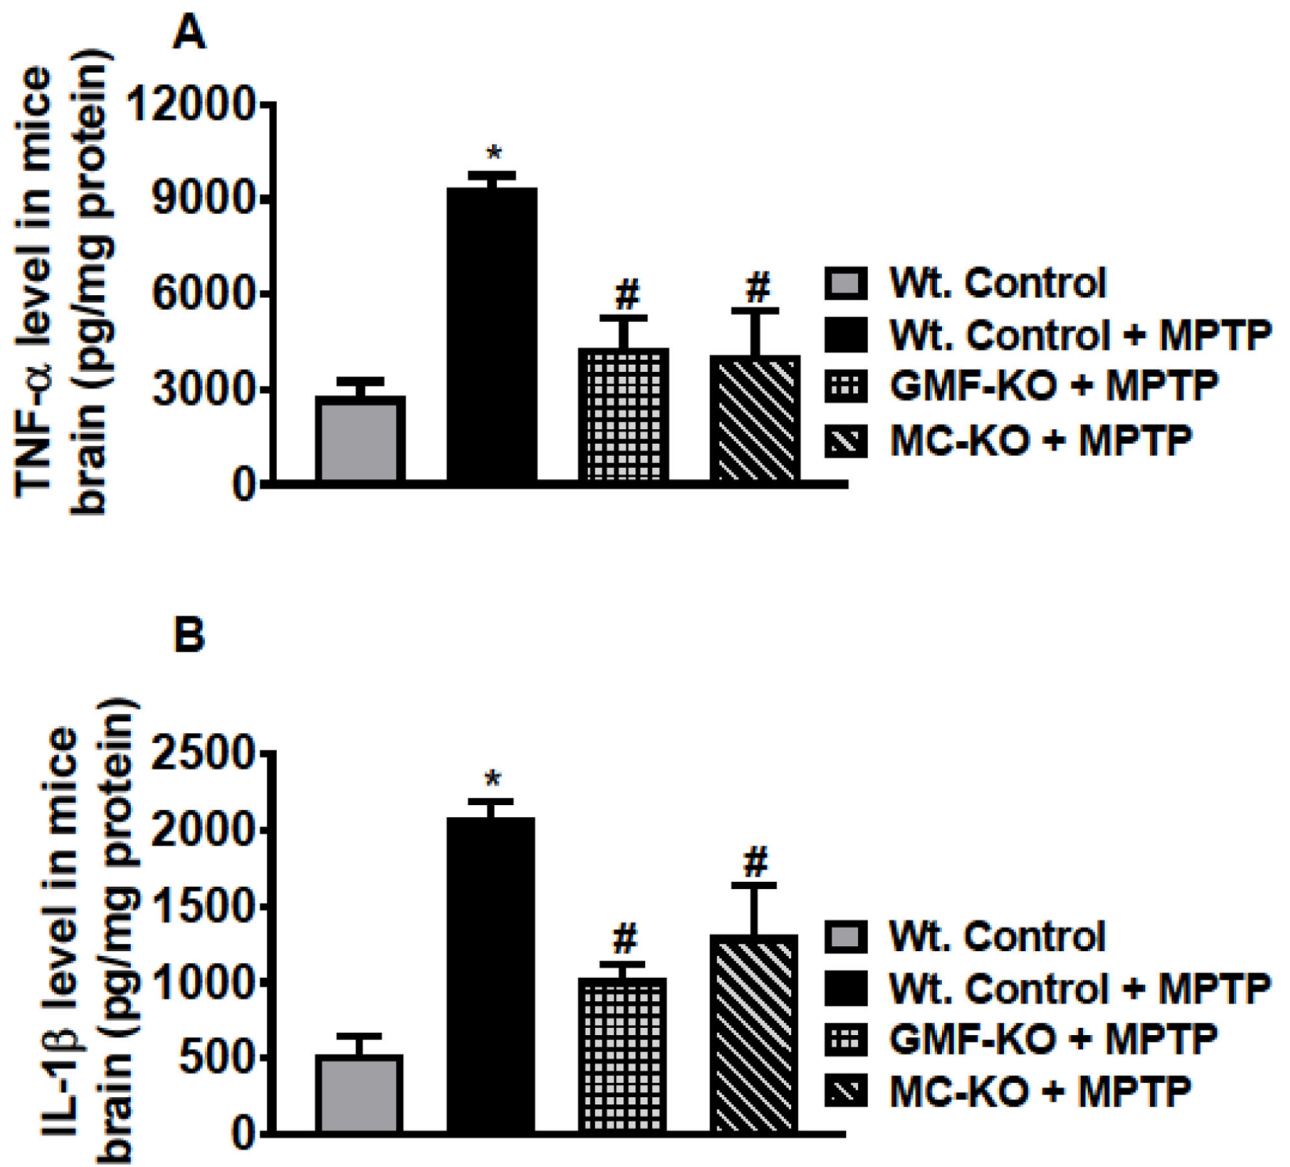 A
TNF-α level in mice
brain (pg/mg protein)
12000
9000
6000
3000
0
*
#
#
Wt. Control
Wt. Control + MPTP
GMF-KO + MPTP
MC-KO + MPTP
B
IL-1β level in mice
brain (pg/mg protein)
2500
2000
1500
1000
500
0
*
#
#
Wt. Control
Wt. Control + MPTP
GMF-KO + MPTP
MC-KO + MPTP